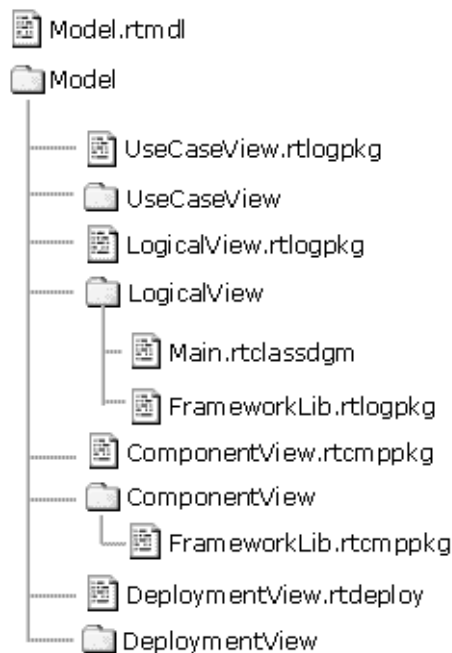 Model.rtmdl
Model
UseCaseView.rtlogpkg
UseCaseView
LogicalView.rtlogpkg
LogicalView
Main.rtclassdgm
FrameworkLib.rtlogpkg
ComponentView.rtcmppkg
ComponentView
FrameworkLib.rtcmppkg
DeploymentView.rtdeploy
DeploymentView